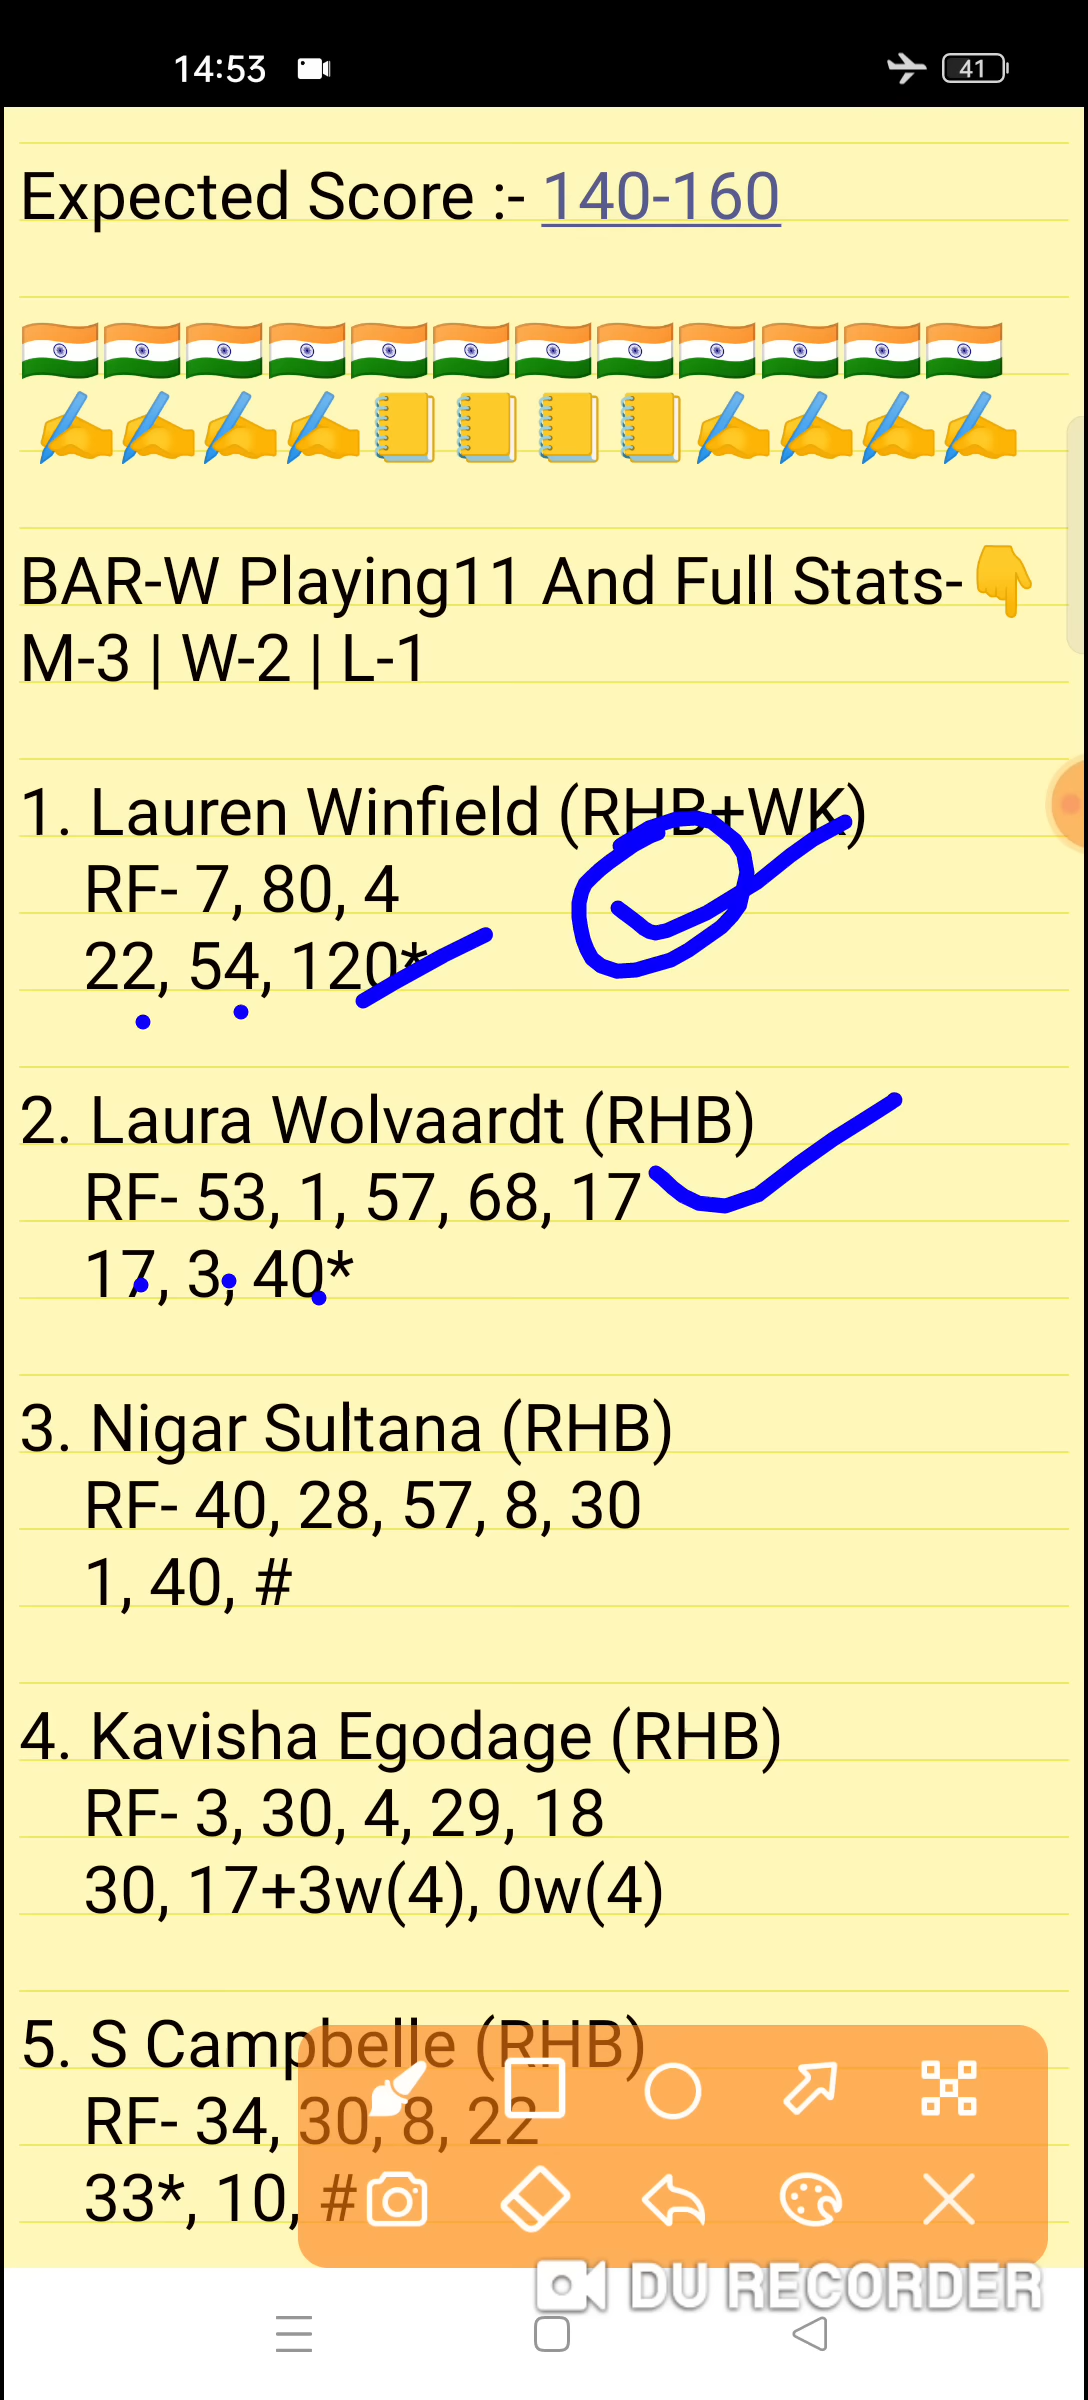 14:53
41
Expected Score :- 140-160
BAR-W Playing11 And Full Stats-👇
M-3 | W-2 | L-1
1. Lauren Winfield (RHB+WK)
RF- 7, 80, 4
22, 54, 120*
2. Laura Wolvaardt (RHB)
RF- 53, 1, 57, 68, 17
17, 3, 40*
3. Nigar Sultana (RHB)
RF- 40, 28, 57, 8, 30
1, 40, #
4. Kavisha Egodage (RHB)
RF- 3, 30, 4, 29, 18
30, 17+3w(4), 0w(4)
5. S Campbelle (RHB)
RF- 34, 30, 8, 22
33*, 10, #
DU RECORDER